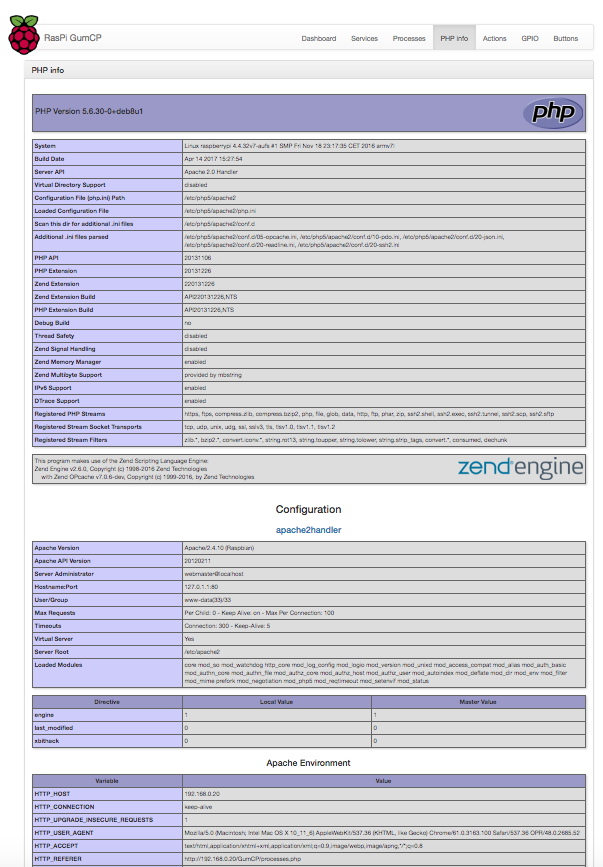 RasPi GumCP Dashboard Services Processes PHP info Actions GPIO Buttons
PHP info
PHP Version 5.6.30-0+deb8u1 php
System Linux raspberrypi 4.4.32v7-aufs #1 SMP Fri Nov 18 23:17:35 CET 2016 armv7l
Build Date Apr 14 2017 15:27:54
Server API Apache 2.0 Handler
Virtual Directory Support disabled
Configuration File (php.ini) Path /etc/php5/apache2
Loaded Configuration File /etc/php5/apache2/php.ini
Scan this dir for additional .ini files /etc/php5/apache2/conf.d
Additional .ini files parsed /etc/php5/apache2/conf.d/05-opcache.ini, /etc/php5/apache2/conf.d/10-pdo.ini, /etc/php5/apache2/conf.d/20-json.ini,
/etc/php5/apache2/conf.d/20-readline.ini, /etc/php5/apache2/conf.d/20-ssh2.ini
PHP API 20131106
PHP Extension 20131226
Zend Extension 220131226
Zend Extension Build API220131226,NTS
PHP Extension Build API20131226,NTS
Debug Build no
Thread Safety disabled
Zend Signal Handling disabled
Zend Memory Manager enabled
Zend Multibyte Support provided by mbstring
IPv6 Support enabled
DTrace Support enabled
Registered PHP Streams https, ftps, compress.zlib, compress.bzip2, php, file, glob, data, http, ftp, phar, zip, ssh2.shell, ssh2.exec, ssh2.tunnel, ssh2.scp, ssh2.sftp
Registered Stream Socket Transports tcp, udp, unix, udg, ssl, sslv3, tls, tlsv1.0, tlsv1.1, tlsv1.2
Registered Stream Filters zlib.*, bzip2.*, convert.iconv.*, string.rot13, string.toupper, string.tolower, string.strip_tags, convert.*, consumed, dechunk
This program makes use of the Zend Scripting Language Engine:
Zend Engine v2.6.0, Copyright (c) 1998-2016 Zend Technologies
with Zend OPcache v7.0.6-dev, Copyright (c) 1999-2016, by Zend Technologies
zend engine
Configuration
apache2handler
Apache Version Apache/2.4.10 (Raspbian)
Apache API Version 20120211
Server Administrator webmaster@localhost
Hostname:Port 127.0.1.1:80
User/Group www-data(33)/33
Max Requests Per Child: 0 - Keep Alive: on - Max Per Connection: 100
Timeouts Connection: 300 - Keep-Alive: 5
Virtual Server Yes
Server Root /etc/apache2
Loaded Modules core mod_so mod_watchdog http_core mod_log_config mod_logio mod_version mod_unixd mod_access_compat mod_alias mod_auth_basic
mod_authn_core mod_authn_file mod_authz_core mod_authz_host mod_authz_user mod_autoindex mod_deflate mod_dir mod_env mod_filter
mod_mime prefork mod_negotiation mod_php5 mod_reqtimeout mod_setenvif mod_status
Directive Local Value Master Value
engine 1 1
last_modified 0 0
xbithack 0 0
Apache Environment
Variable Value
HTTP_HOST 192.168.0.20
HTTP_CONNECTION keep-alive
HTTP_UPGRADE_INSECURE_REQUESTS 1
HTTP_USER_AGENT Mozilla/5.0 (Macintosh; Intel Mac OS X 10_11_6) AppleWebKit/537.36 (KHTML, like Gecko) Chrome/61.0.3163.100 Safari/537.36 OPR/48.0.2685.52
HTTP_ACCEPT text/html,application/xhtml+xml,application/xml;q=0.9,image/webp,image/apng,*/*;q=0.8
HTTP_REFERER http://192.168.0.20/GumCP/processes.php